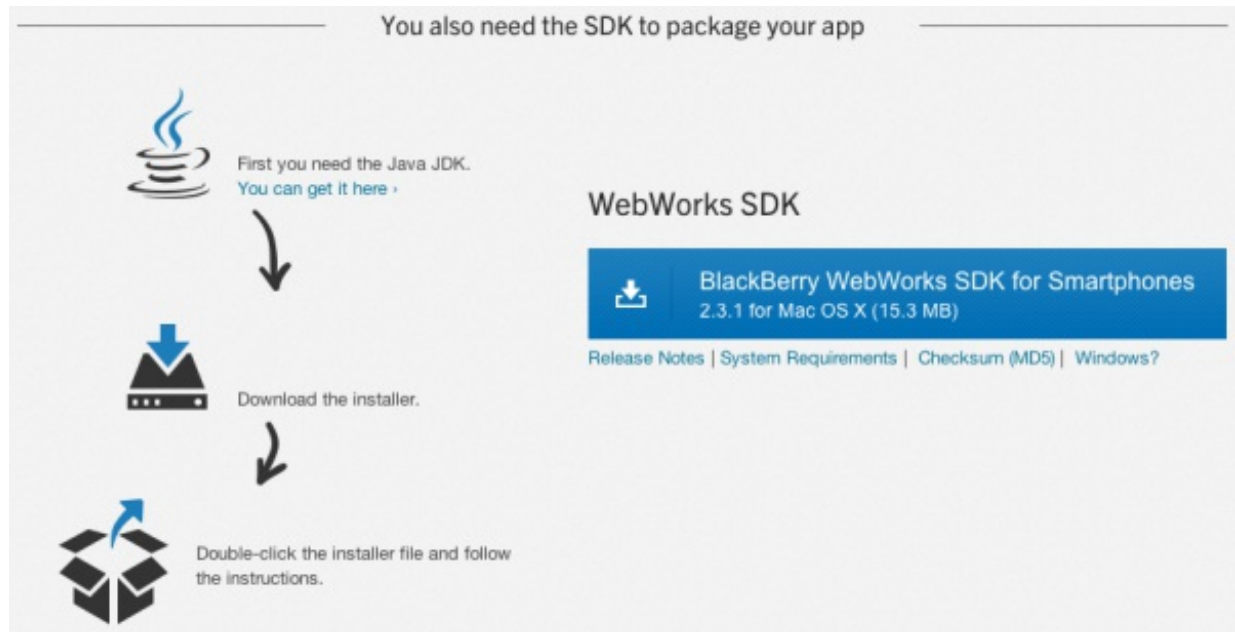 You also need the SDK to package your app
First you need the Java JDK.
You can get it here ›
Download the installer.
Double-click the installer file and follow
the instructions.
WebWorks SDK
BlackBerry WebWorks SDK for Smartphones
2.3.1 for Mac OS X (15.3 MB)
Release Notes | System Requirements | Checksum (MD5) | Windows?